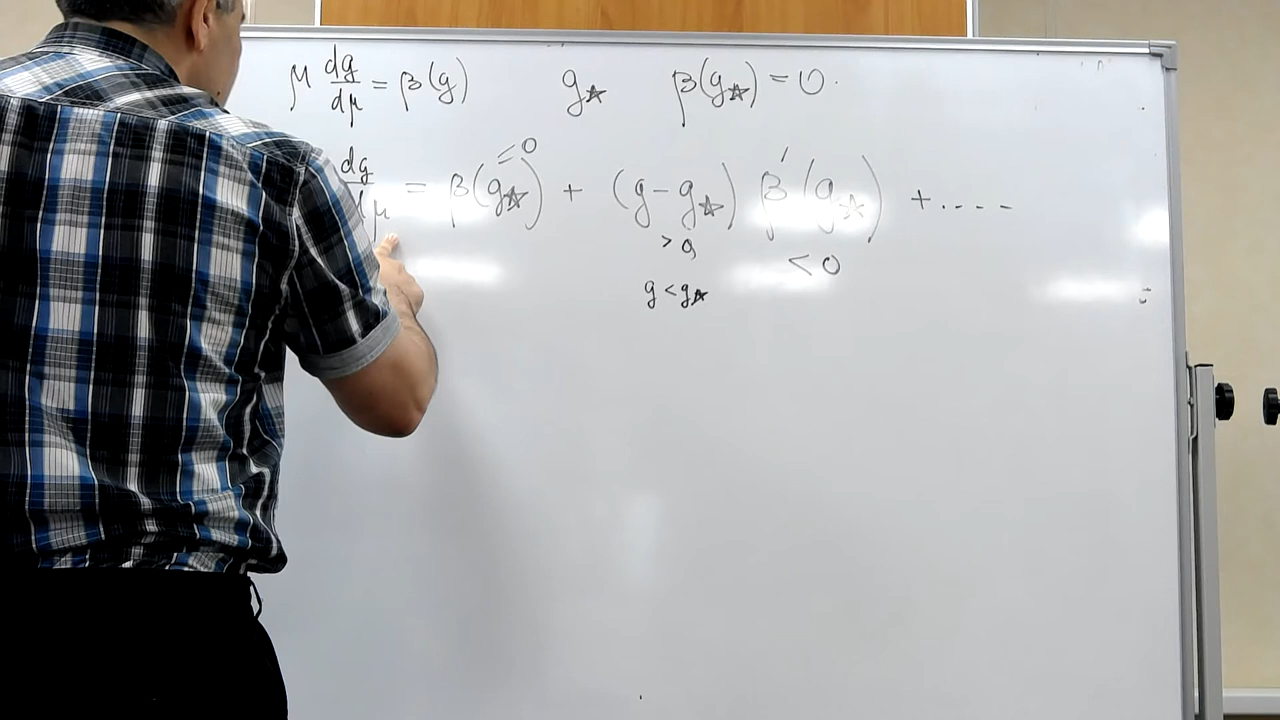 μ dg/dμ = β(g) g☆ β(g☆) = 0.
dg/dμ = β(g☆) + (g - g☆) β′(g☆) + ....
= 0
> 0
< 0
g < g☆